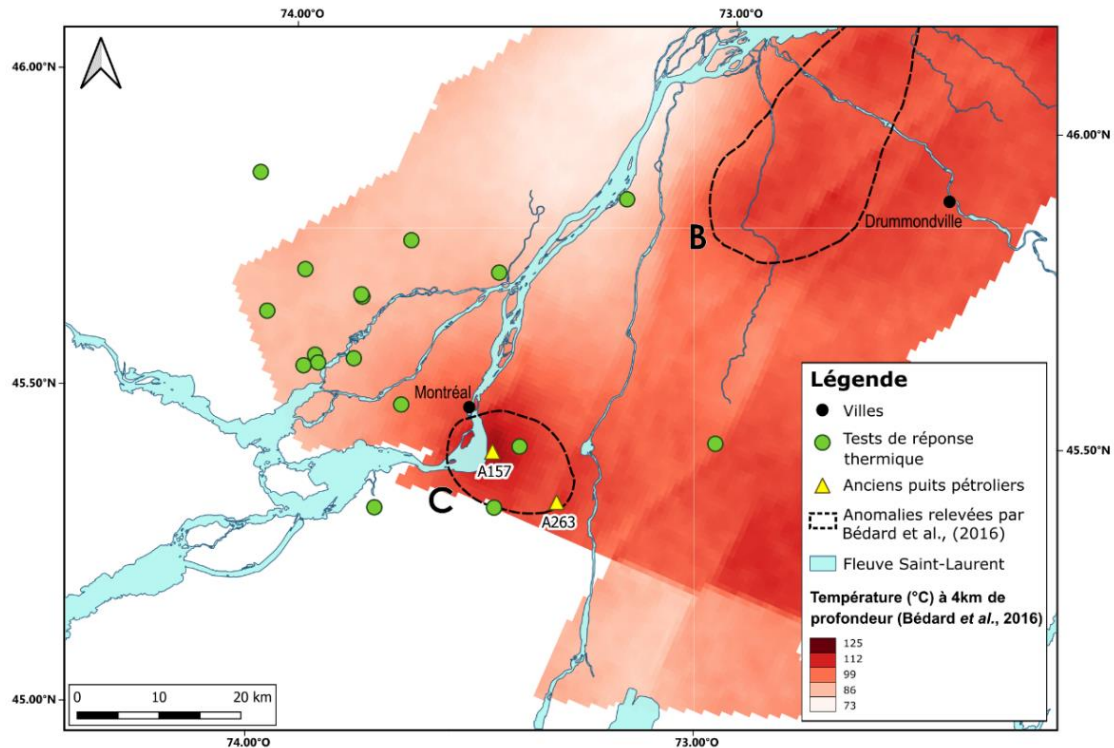 74.00°O
73.00°O
46.00°N
46.00°N
B
Drummondville
45.50°N
Montréal
A157
C
A263
45.50°N
45.00°N
Légende
Villes
Tests de réponse
thermique
Anciens puits pétroliers
Anomalies relevées par
Bédard et al., (2016)
Fleuve Saint-Laurent
Température (°C) à 4km de
profondeur (Bédard et al., 2016)
125
112
99
86
73
0 10 20 km
45.00°N
74.00°O
73.00°O